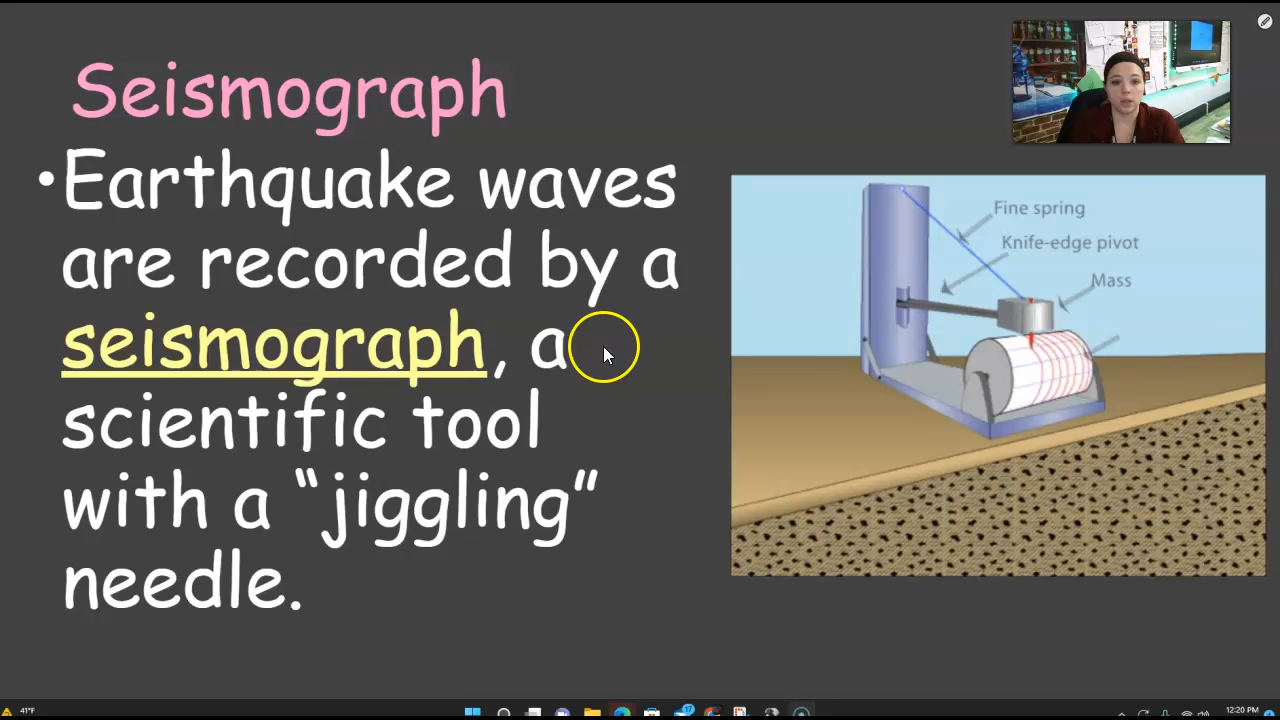 Seismograph
•Earthquake waves
are recorded by a
seismograph, a
scientific tool
with a “jiggling”
needle.
Fine spring
Knife-edge pivot
Mass
41°F
17
12:20 PM